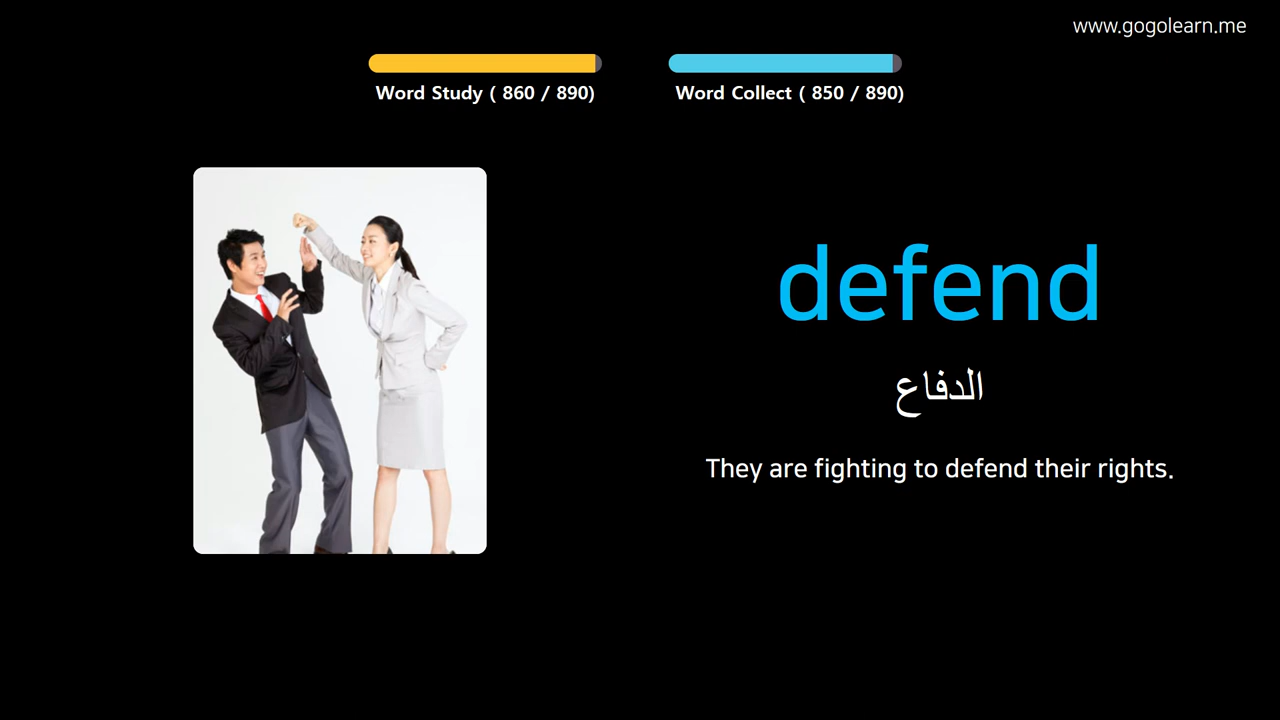 www.gogolearn.me
Word Study ( 860 / 890)
Word Collect ( 850 / 890)
defend
الدفاع
They are fighting to defend their rights.